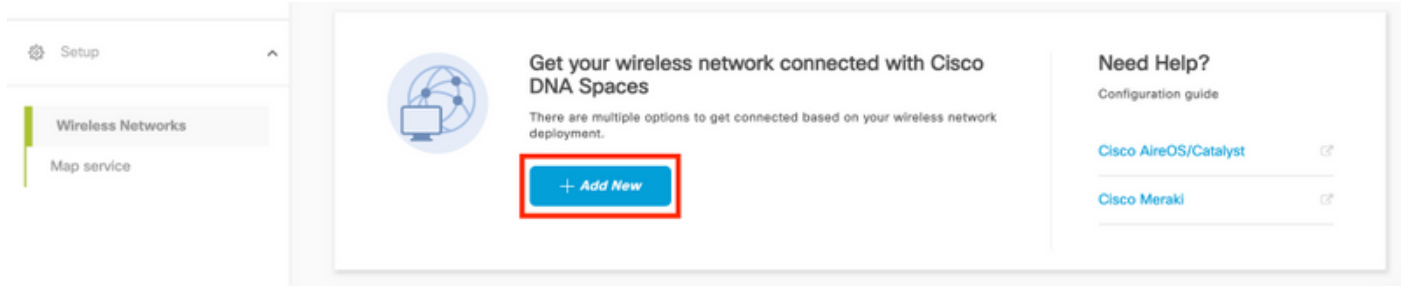 Setup
Wireless Networks
Map service
Get your wireless network connected with Cisco
DNA Spaces
There are multiple options to get connected based on your wireless network
deployment.
+ Add New
Need Help?
Configuration guide
Cisco AireOS/Catalyst
Cisco Meraki